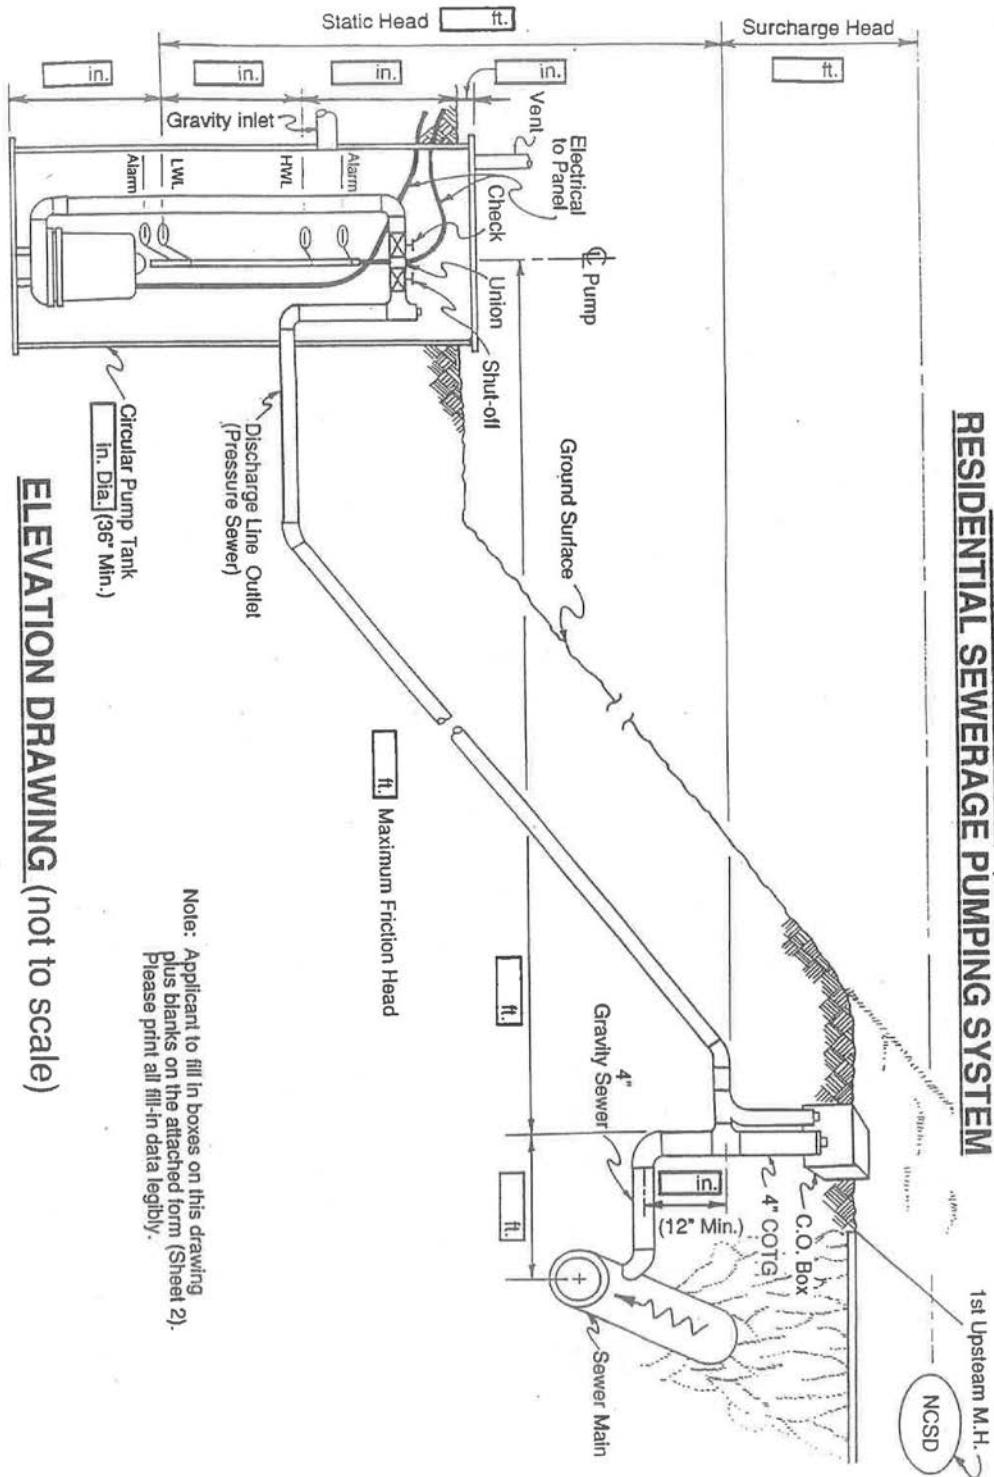 RESIDENTIAL SEWERAGE PUMPING SYSTEM
Static Head
ft.
Surcharge Head
ft.
in.
in.
in.
in.
Gravity inlet
Vent
Electrical
to Panel
Check
Alarm
LWL
HWL
Alarm
℄ Pump
Union
Shut-off
Circular Pump Tank
in. Dia. (36" Min.)
Discharge Line Outlet
(Pressure Sewer)
Ground Surface
ft. Maximum Friction Head
ft.
4"
Gravity Sewer
ft.
in.
(12" Min.)
4" COTG
C.O. Box
Sewer Main
1st Upsteam M.H.
NCSD
Note: Applicant to fill in boxes on this drawing
plus blanks on the attached form (Sheet 2).
Please print all fill-in data legibly.
ELEVATION DRAWING (not to scale)